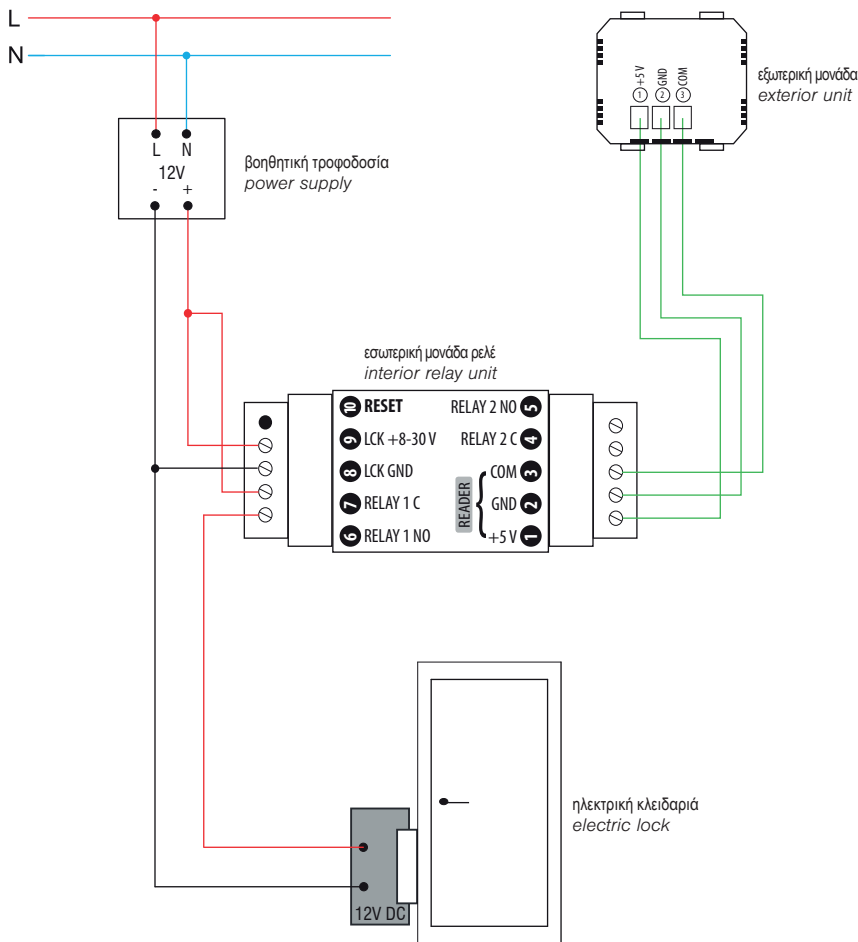 L
N
L N
12V
- +
βοηθητική τροφοδοσία
power supply
+5 V GND COM
1 2 3
εξωτερική μονάδα
exterior unit
εσωτερική μονάδα ρελέ
interior relay unit
10 RESET
9 LCK +8-30 V
8 LCK GND
7 RELAY 1 C
6 RELAY 1 NO
RELAY 2 NO 5
RELAY 2 C 4
READER
COM 3
GND 2
+5 V 1
ηλεκτρική κλειδαριά
electric lock
12V DC